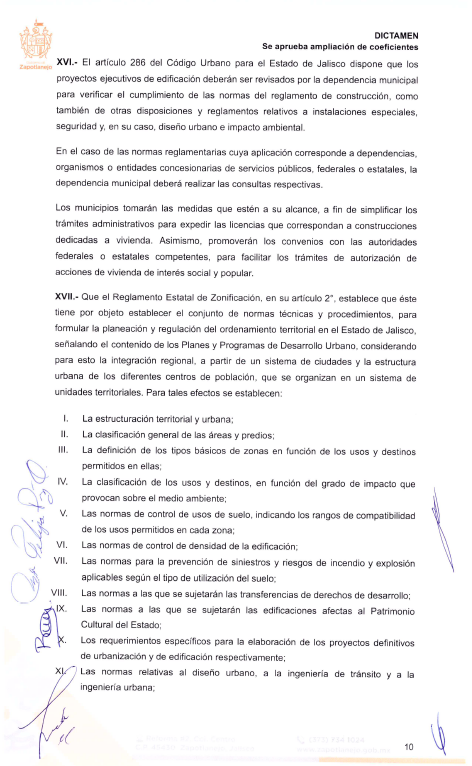 Zapotlanejo
DICTAMEN
Se aprueba ampliación de coeficientes
XVI.- El artículo 286 del Código Urbano para el Estado de Jalisco dispone que los
proyectos ejecutivos de edificación deberán ser revisados por la dependencia municipal
para verificar el cumplimiento de las normas del reglamento de construcción, como
también de otras disposiciones y reglamentos relativos a instalaciones especiales,
seguridad y, en su caso, diseño urbano e impacto ambiental.
En el caso de las normas reglamentarias cuya aplicación corresponde a dependencias,
organismos o entidades concesionarias de servicios públicos, federales o estatales, la
dependencia municipal deberá realizar las consultas respectivas.
Los municipios tomarán las medidas que estén a su alcance, a fin de simplificar los
trámites administrativos para expedir las licencias que correspondan a construcciones
dedicadas a vivienda. Asimismo, promoverán los convenios con las autoridades
federales o estatales competentes, para facilitar los trámites de autorización de
acciones de vivienda de interés social y popular.
XVII.- Que el Reglamento Estatal de Zonificación, en su artículo 2°, establece que éste
tiene por objeto establecer el conjunto de normas técnicas y procedimientos, para
formular la planeación y regulación del ordenamiento territorial en el Estado de Jalisco,
señalando el contenido de los Planes y Programas de Desarrollo Urbano, considerando
para esto la integración regional, a partir de un sistema de ciudades y la estructura
urbana de los diferentes centros de población, que se organizan en un sistema de
unidades territoriales. Para tales efectos se establecen:
I. La estructuración territorial y urbana;
II. La clasificación general de las áreas y predios;
III. La definición de los tipos básicos de zonas en función de los usos y destinos
permitidos en ellas;
IV. La clasificación de los usos y destinos, en función del grado de impacto que
provocan sobre el medio ambiente;
V. Las normas de control de usos de suelo, indicando los rangos de compatibilidad
de los usos permitidos en cada zona;
VI. Las normas de control de densidad de la edificación;
VII. Las normas para la prevención de siniestros y riesgos de incendio y explosión
aplicables según el tipo de utilización del suelo;
VIII. Las normas a las que se sujetarán las transferencias de derechos de desarrollo;
IX. Las normas a las que se sujetarán las edificaciones afectas al Patrimonio
Cultural del Estado;
X. Los requerimientos específicos para la elaboración de los proyectos definitivos
de urbanización y de edificación respectivamente;
XI. Las normas relativas al diseño urbano, a la ingeniería de tránsito y a la
ingeniería urbana;
10